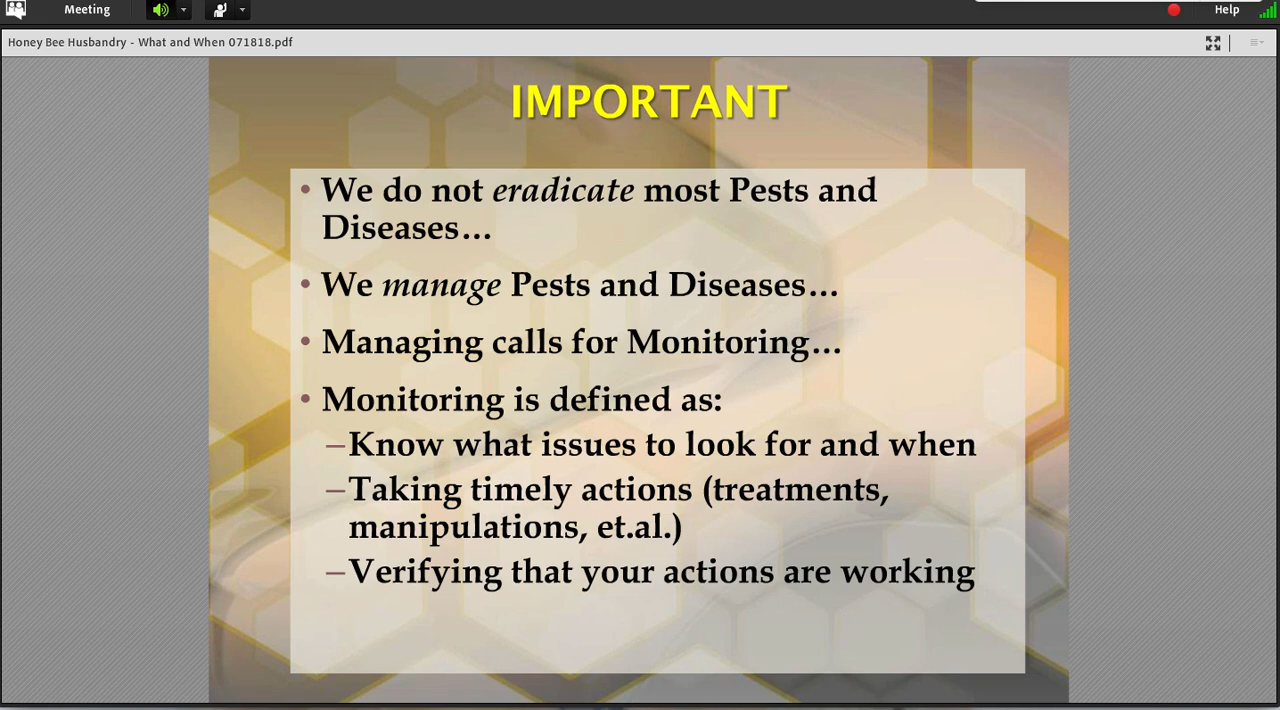 Meeting
Help
Honey Bee Husbandry - What and When 071818.pdf
IMPORTANT
• We do not eradicate most Pests and
Diseases…
• We manage Pests and Diseases…
• Managing calls for Monitoring…
• Monitoring is defined as:
–Know what issues to look for and when
–Taking timely actions (treatments,
manipulations, et.al.)
–Verifying that your actions are working